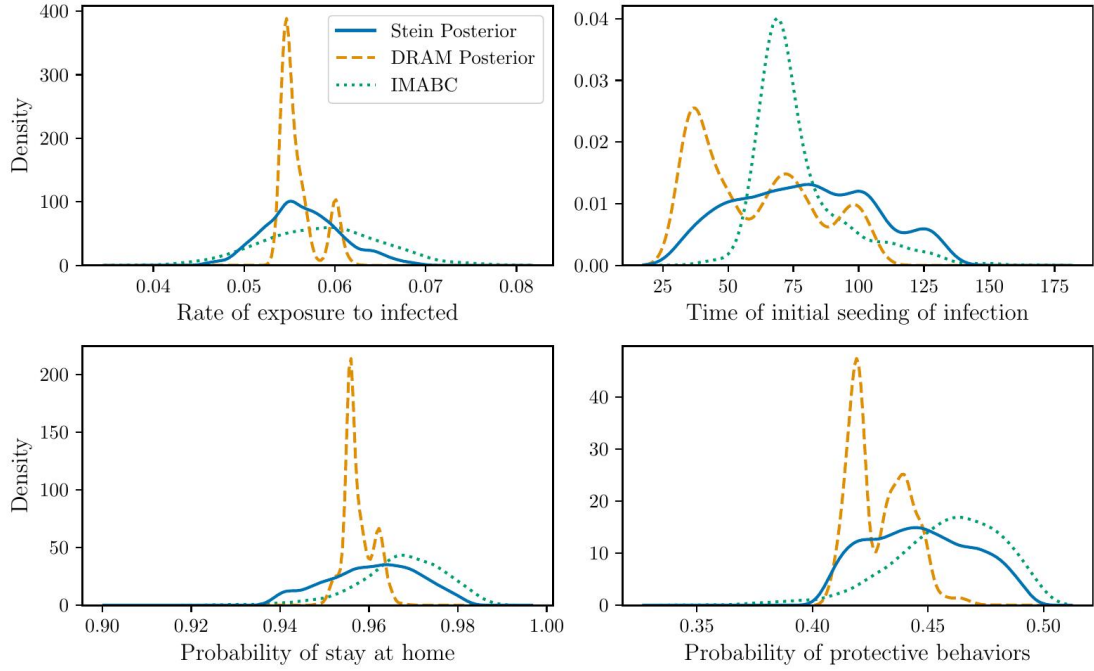 Density
400
300
200
100
0
0.04 0.05 0.06 0.07 0.08
Rate of exposure to infected
Stein Posterior
DRAM Posterior
IMABC
0.04
0.03
0.02
0.01
0.00
25 50 75 100 125 150 175
Time of initial seeding of infection
Density
200
150
100
50
0
0.90 0.92 0.94 0.96 0.98 1.00
Probability of stay at home
40
30
20
10
0
0.35 0.40 0.45 0.50
Probability of protective behaviors